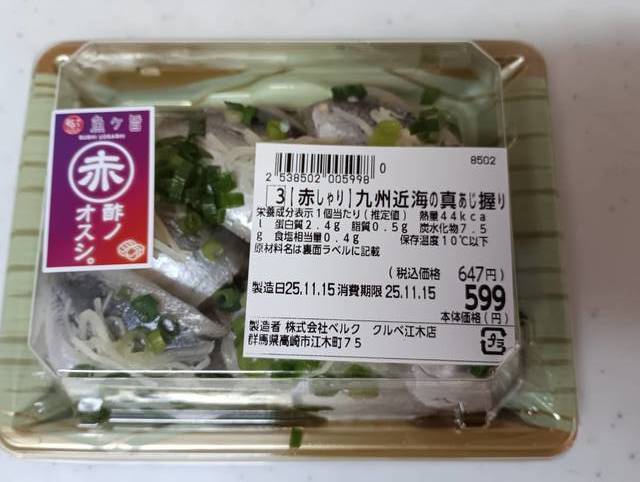 魚ケ旨
SUSHI UOGASHI
赤
酢ノ
オスシ。
0
2 538502 005998
8502
3【赤しゃり】九州近海の真あじ握り
栄養成分表示1個当たり(推定値) 熱量44kca
l 蛋白質2.4g 脂質0.5g 炭水化物7.5
g 食塩相当量0.4g 保存温度10℃以下
原材料名は裏面ラベルに記載
(税込価格 647円)
製造日25.11.15 消費期限25.11.15 599
本体価格(円)
製造者 株式会社ベルク クルベ江木店
群馬県高崎市江木町75
プラ